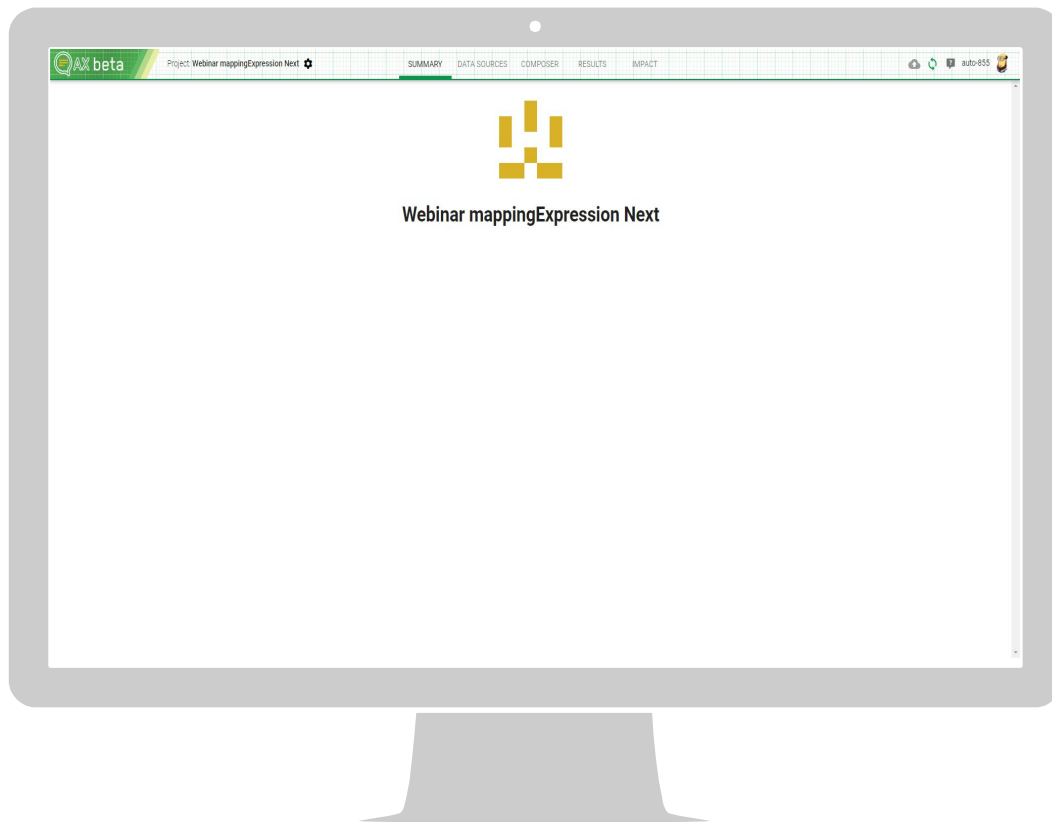 AX beta
Project: Webinar mappingExpression Next
SUMMARY DATA SOURCES COMPOSER RESULTS IMPACT
auto-855
Webinar mappingExpression Next